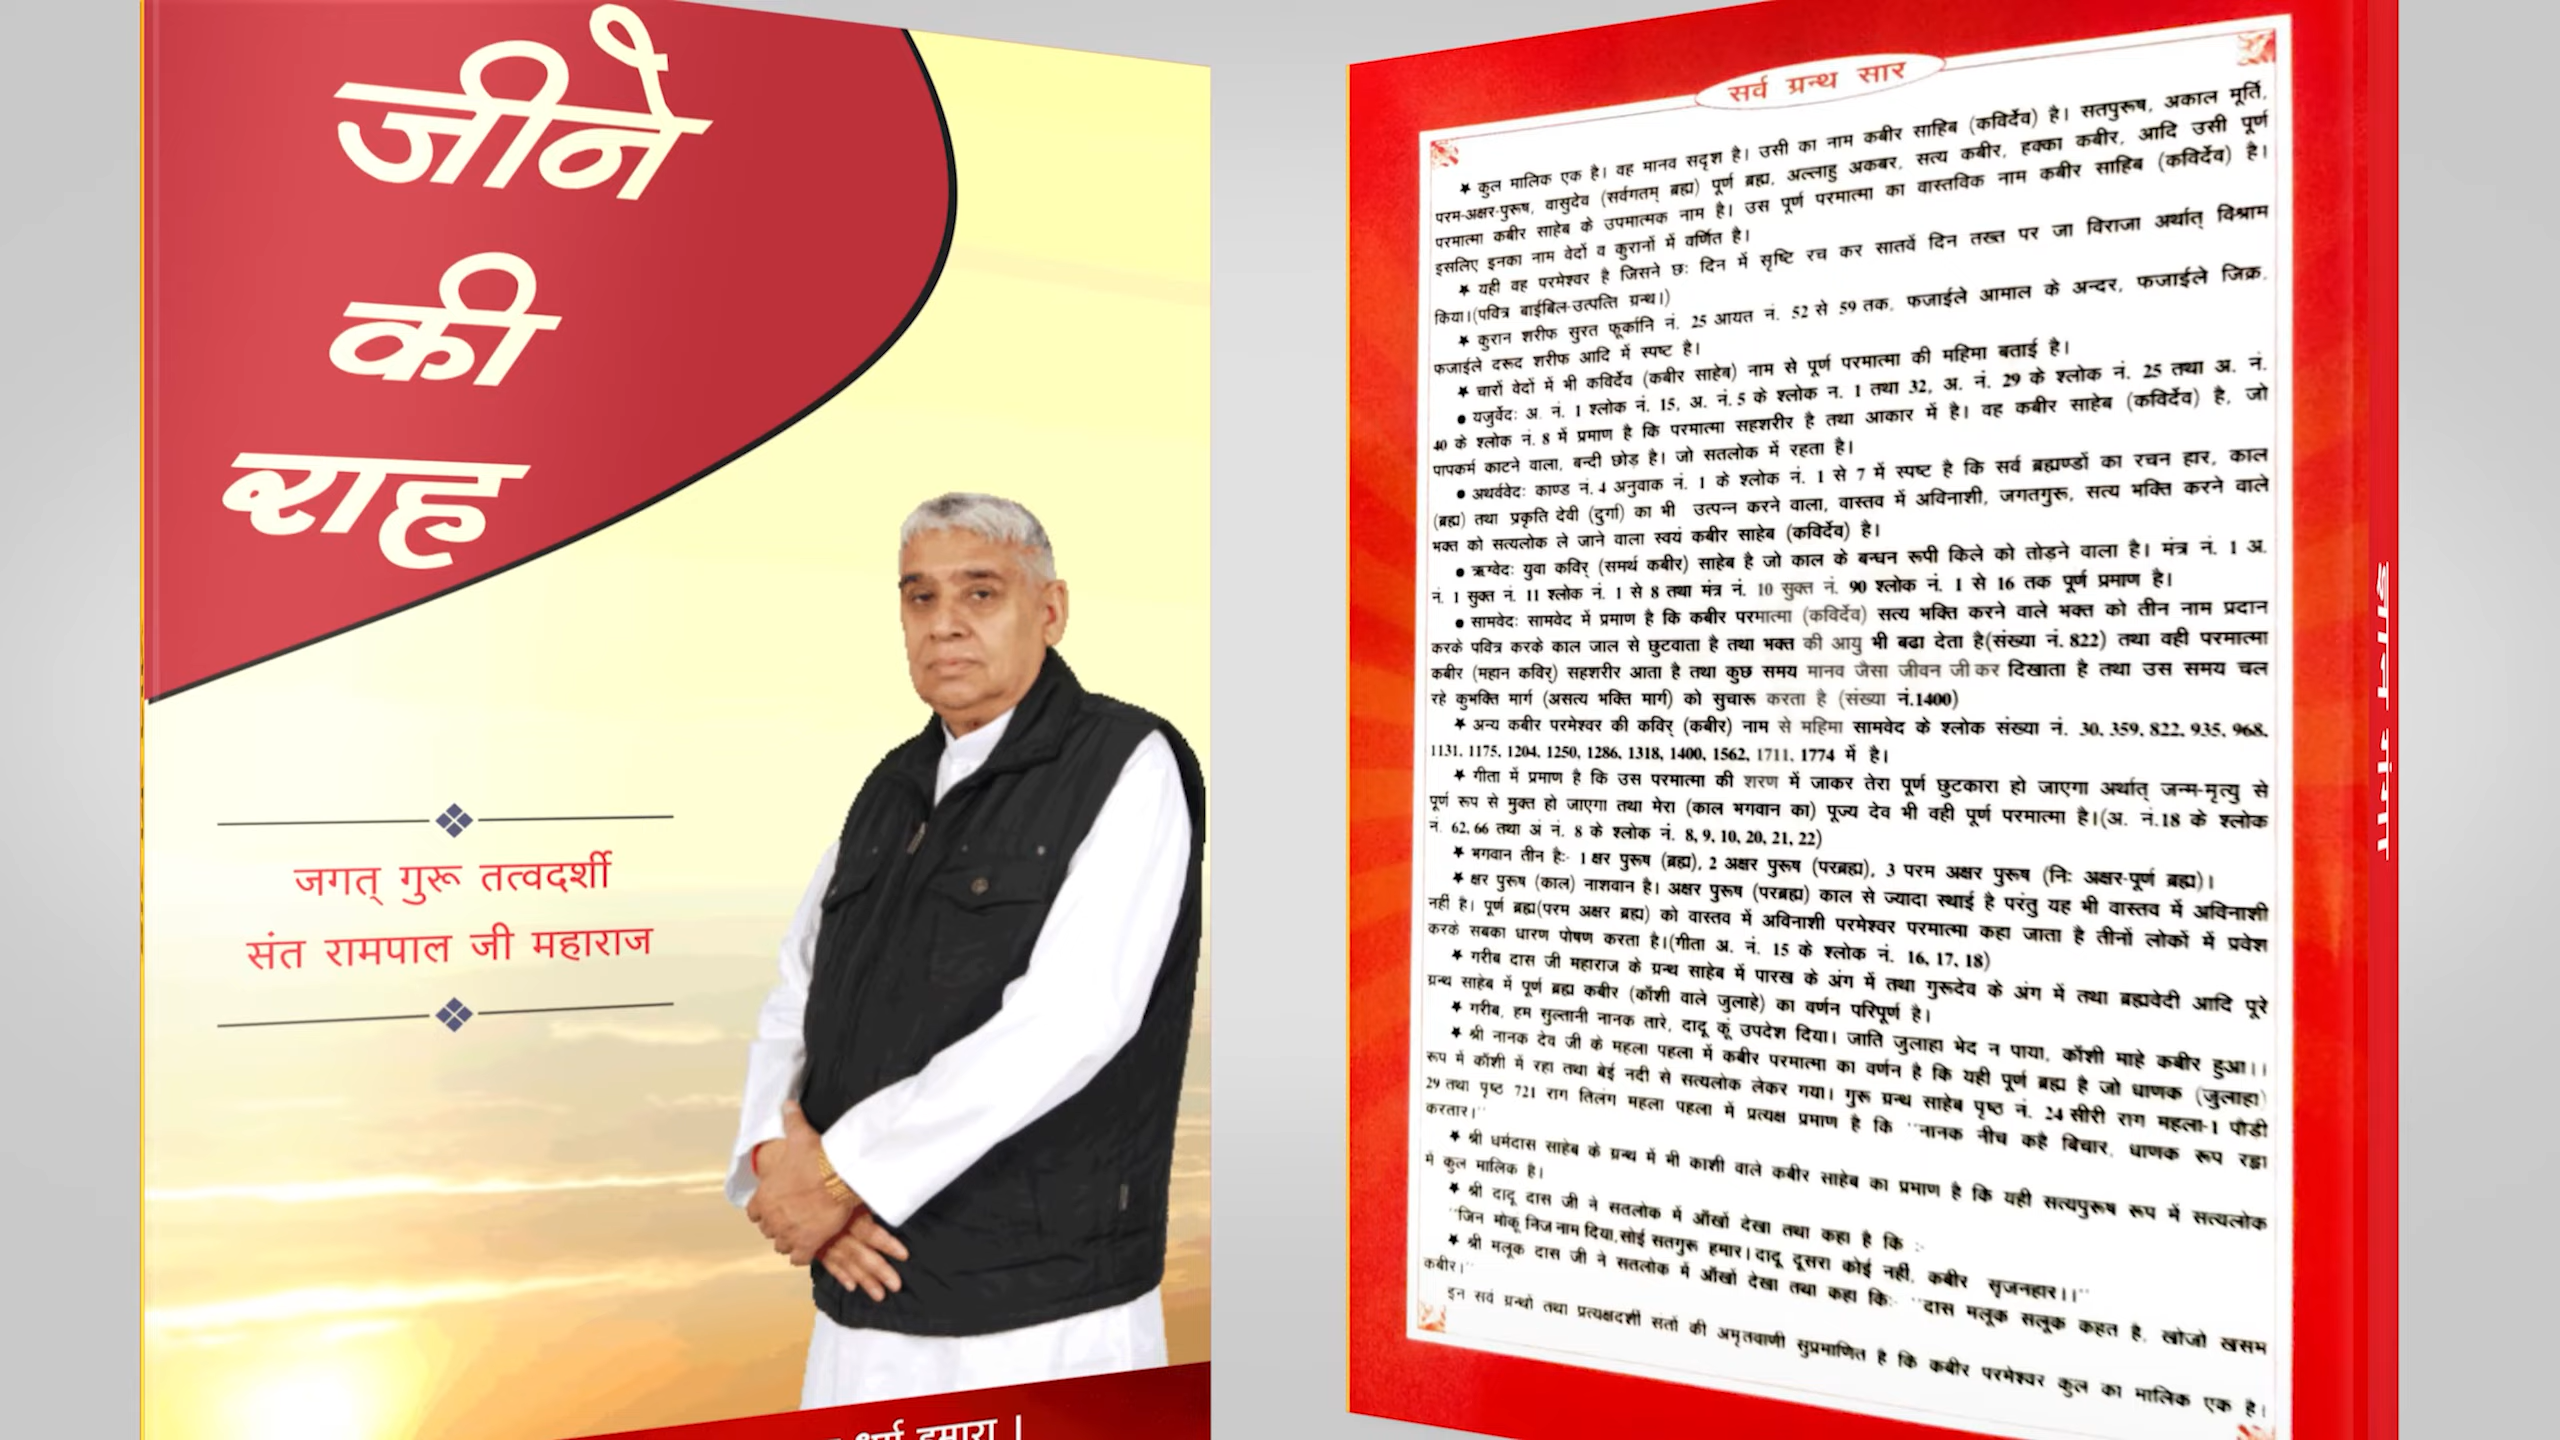 जीने
की
राह
जगत् गुरू तत्वदर्शी
संत रामपाल जी महाराज
धर्म हमारा ।
सर्व ग्रन्थ सार
★ कुल मालिक एक है। वह मानव सदृश है। उसी का नाम कबीर साहिब (कविर्देव) है। सतपुरूष, अकाल मूर्ति,
परम-अक्षर-पुरूष, वासुदेव (सर्वगतम् ब्रह्म) पूर्ण ब्रह्म, अल्लाहु अकबर, सत्य कबीर, हक्का कबीर, आदि उसी पूर्ण
परमात्मा कबीर साहेब के उपमात्मक नाम है। उस पूर्ण परमात्मा का वास्तविक नाम कबीर साहिब (कविर्देव) है।
इसलिए इनका नाम वेदों व कुरानों में वर्णित है।
★ यही वह परमेश्वर है जिसने छः दिन में सृष्टि रच कर सातवें दिन तख्त पर जा विराजा अर्थात् विश्राम
किया।(पवित्र बाईबिल-उत्पत्ति ग्रन्थ।)
★ कुरान शरीफ सुरत फूर्कानि नं. 25 आयत नं. 52 से 59 तक, फजाईले आमाल के अन्दर, फजाईले जिक्र,
फजाईले दरूद शरीफ आदि में स्पष्ट है।
★ चारों वेदों में भी कविर्देव (कबीर साहेब) नाम से पूर्ण परमात्मा की महिमा बताई है।
● यजुर्वेदः अ. नं. 1 श्लोक नं. 15, अ. नं. 5 के श्लोक न. 1 तथा 32, अ. नं. 29 के श्लोक नं. 25 तथा अ. नं.
40 के श्लोक नं. 8 में प्रमाण है कि परमात्मा सहशरीर है तथा आकार में है। वह कबीर साहेब (कविर्देव) है, जो
पापकर्म काटने वाला, बन्दी छोड़ है। जो सतलोक में रहता है।
● अथर्ववेदः काण्ड नं. 4 अनुवाक नं. 1 के श्लोक नं. 1 से 7 में स्पष्ट है कि सर्व ब्रह्मण्डों का रचन हार, काल
(ब्रह्म) तथा प्रकृति देवी (दुर्गा) का भी उत्पन्न करने वाला, वास्तव में अविनाशी, जगतगुरू, सत्य भक्ति करने वाले
भक्त को सत्यलोक ले जाने वाला स्वयं कबीर साहेब (कविर्देव) है।
● ऋग्वेदः युवा कविर् (समर्थ कबीर) साहेब है जो काल के बन्धन रूपी किले को तोड़ने वाला है। मंत्र नं. 1 अ.
नं. 1 सुक्त नं. 11 श्लोक नं. 1 से 8 तथा मंत्र नं. 10 सुक्त नं. 90 श्लोक नं. 1 से 16 तक पूर्ण प्रमाण है।
● सामवेदः सामवेद में प्रमाण है कि कबीर परमात्मा (कविर्देव) सत्य भक्ति करने वाले भक्त को तीन नाम प्रदान
करके पवित्र करके काल जाल से छुटवाता है तथा भक्त की आयु भी बढा देता है(संख्या नं. 822) तथा वही परमात्मा
कबीर (महान कविर्) सहशरीर आता है तथा कुछ समय मानव जैसा जीवन जी कर दिखाता है तथा उस समय चल
रहे कुभक्ति मार्ग (असत्य भक्ति मार्ग) को सुचारू करता है (संख्या नं.1400)
★ अन्य कबीर परमेश्वर की कविर् (कबीर) नाम से महिमा सामवेद के श्लोक संख्या नं. 30, 359, 822, 935, 968,
1131, 1175, 1204, 1250, 1286, 1318, 1400, 1562, 1711, 1774 में है।
★ गीता में प्रमाण है कि उस परमात्मा की शरण में जाकर तेरा पूर्ण छुटकारा हो जाएगा अर्थात् जन्म-मृत्यु से
पूर्ण रूप से मुक्त हो जाएगा तथा मेरा (काल भगवान का) पूज्य देव भी वही पूर्ण परमात्मा है।(अ. नं.18 के श्लोक
नं. 62, 66 तथा अं नं. 8 के श्लोक नं. 8, 9, 10, 20, 21, 22)
★ भगवान तीन हैः- 1 क्षर पुरूष (ब्रह्म), 2 अक्षर पुरूष (परब्रह्म), 3 परम अक्षर पुरूष (निः अक्षर-पूर्ण ब्रह्म)।
★ क्षर पुरूष (काल) नाशवान है। अक्षर पुरूष (परब्रह्म) काल से ज्यादा स्थाई है परंतु यह भी वास्तव में अविनाशी
नहीं है। पूर्ण ब्रह्म(परम अक्षर ब्रह्म) को वास्तव में अविनाशी परमेश्वर परमात्मा कहा जाता है तीनों लोकों में प्रवेश
करके सबका धारण पोषण करता है।(गीता अ. नं. 15 के श्लोक नं. 16, 17, 18)
★ गरीब दास जी महाराज के ग्रन्थ साहेब में पारख के अंग में तथा गुरूदेव के अंग में तथा ब्रह्मवेदी आदि पूरे
ग्रन्थ साहेब में पूर्ण ब्रह्म कबीर (काँशी वाले जुलाहे) का वर्णन परिपूर्ण है।
★ गरीब, हम सुल्तानी नानक तारे, दादू कूं उपदेश दिया। जाति जुलाहा भेद न पाया, काँशी माहे कबीर हुआ।।
★ श्री नानक देव जी के महला पहला में कबीर परमात्मा का वर्णन है कि यही पूर्ण ब्रह्म है जो धाणक (जुलाहा)
रूप में काँशी में रहा तथा बेई नदी से सत्यलोक लेकर गया। गुरू ग्रन्थ साहेब पृष्ठ नं. 24 सीरी राग महला-1 पौडी
29 तथा पृष्ठ 721 राग तिलंग महला पहला में प्रत्यक्ष प्रमाण है कि ''नानक नीच कहै बिचार, धाणक रूप रहा
करतार।''
★ श्री धर्मदास साहेब के ग्रन्थ में भी काशी वाले कबीर साहेब का प्रमाण है कि यही सत्यपुरूष रूप में सत्यलोक
में कुल मालिक है।
★ श्री दादू दास जी ने सतलोक में आँखों देखा तथा कहा है कि :-
''जिन मोकूं निज नाम दिया,सोई सतगुरू हमार। दादू दूसरा कोई नहीं, कबीर सृजनहार।।''
★ श्री मलूक दास जी ने सतलोक में आँखों देखा तथा कहा किः- ''दास मलूक सलूक कहत है, खोजो खसम
कबीर।''
इन सर्व ग्रन्थों तथा प्रत्यक्षदर्शी संतों की अमृतवाणी सुप्रमाणित है कि कबीर परमेश्वर कुल का मालिक एक है।
ज्ञान गंगा